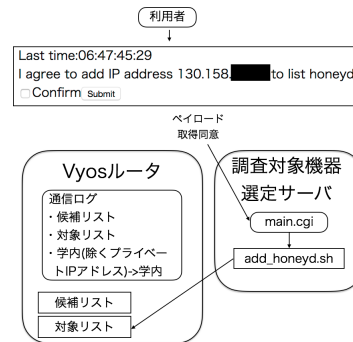 利用者
Last time:06:47:45:29
I agree to add IP address 130.158. to list honeyd
Confirm Submit
ペイロード
取得同意
Vyosルータ
通信ログ
・候補リスト
・対象リスト
・学内(除くプライベー
トIPアドレス)->学内
候補リスト
対象リスト
調査対象機器
選定サーバ
main.cgi
add_honeyd.sh